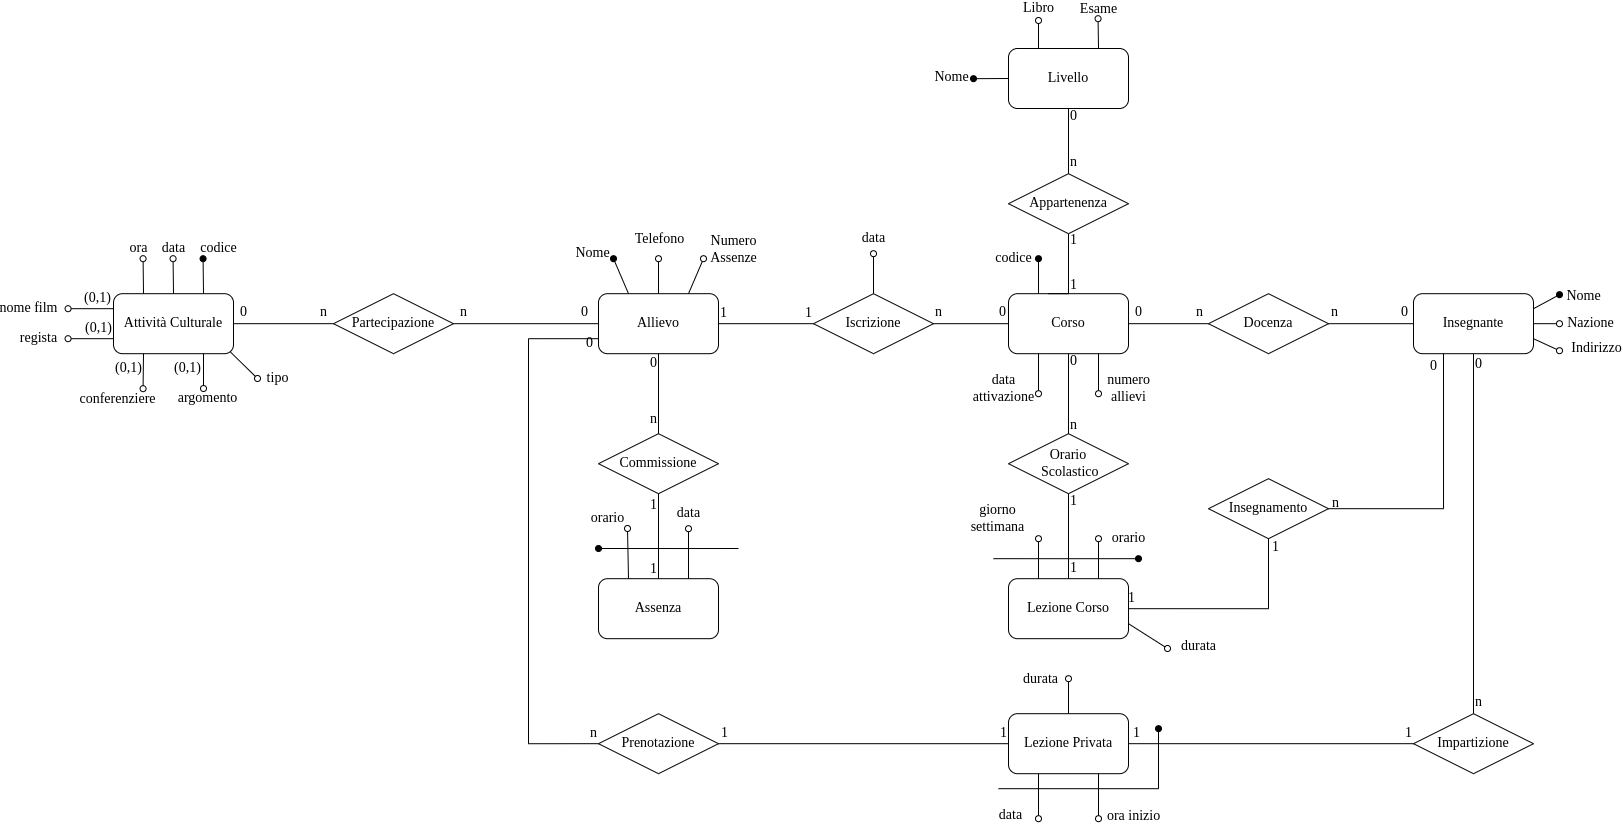 Libro
Esame
Nome
Livello
0
n
Appartenenza
1
1
ora
data
codice
nome film
(0,1)
regista
(0,1)
Attività Culturale
(0,1)
(0,1)
conferenziere
argomento
tipo
0
n
Partecipazione
n
0
Nome
Telefono
Numero
Assenze
Allievo
0
0
1
1
data
Iscrizione
n
0
codice
Corso
data
attivazione
numero
allievi
0
0
n
Docenza
n
0
Insegnante
Nome
Nazione
Indirizzo
0
0
n
Commissione
1
orario
data
1
Assenza
n
Orario
Scolastico
1
giorno
settimana
orario
1
Lezione Corso
durata
1
Insegnamento
n
1
n
Prenotazione
1
1
durata
Lezione Privata
data
ora inizio
1
1
n
Impartizione